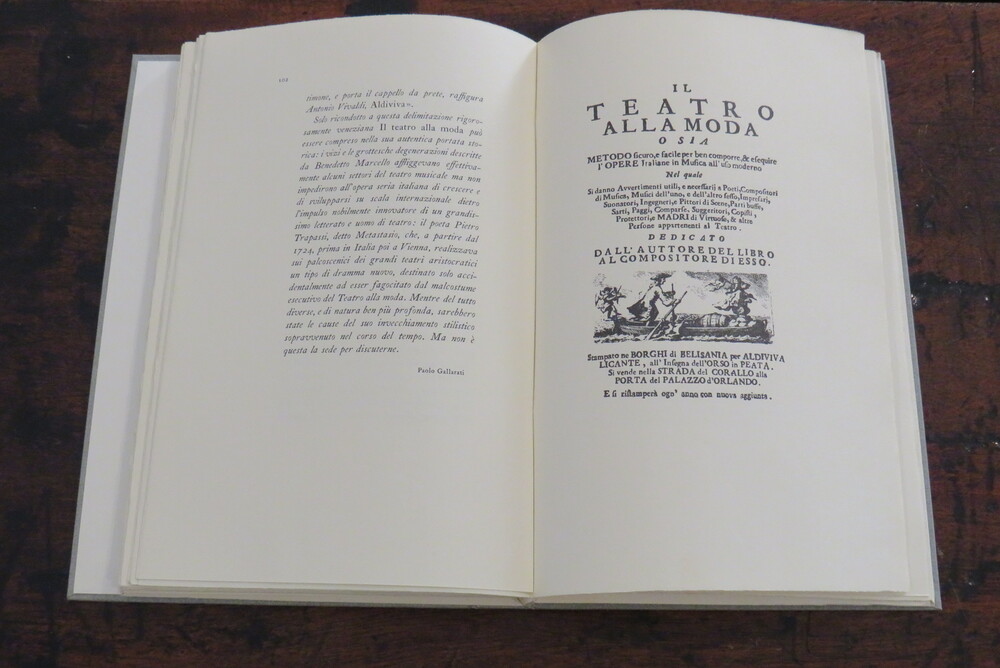 VIII
timone, e porta il cappello da prete, raffigura
Antonio Vivaldi, Aldiviva».
Solo ricondotto a questa delimitazione rigoro-
samente veneziana Il teatro alla moda può
essere compreso nella sua autentica portata sto-
rica: i vizi e le grottesche degenerazioni descritte
da Benedetto Marcello affliggevano effettiva-
mente alcuni settori del teatro musicale ma non
impedirono all'opera seria italiana di crescere e
di svilupparsi su scala internazionale dietro
l'impulso nobilmente innovatore di un grandis-
simo letterato e uomo di teatro: il poeta Pietro
Trapassi, detto Metastasio, che, a partire dal
1724, prima in Italia poi a Vienna, realizzava
sui palcoscenici dei grandi teatri aristocratici
un tipo di dramma nuovo, destinato solo acci-
dentalmente ad esser fagocitato dal malcostume
esecutivo del Teatro alla moda. Mentre del tutto
diverse, e di natura ben più profonda, sarebbero
state le cause del suo invecchiamento stilistico
sopravvenuto nel corso del tempo. Ma non è
questa la sede per discuterne.
Paolo Gallarati
IL
TEATRO
ALLA MODA
O SIA
METODO sicuro, e facile per ben comporre, & esequire
l'OPERE Italiane in Musica all'uso moderno
Nel quale
Si danno Avvertimenti utili, e necessarij a Poeti, Compositori
di Musica, Musici dell'uno, e dell'altro sesso, Impresarj,
Suonatori, Ingegneri, e Pittori di Scene, Parti buffe,
Sarti, Paggi, Comparse, Suggeritori, Copisti,
Protettori, e MADRI di Virtuose, & altre
Persone appartenenti al Teatro.
DEDICATO
DALL'AUTTORE DEL LIBRO
AL COMPOSITORE DI ESSO.
Stampato ne BORGHI di BELISANIA per ALDIVIVA
LICANTE, all'Insegna dell'ORSO in PEATA.
Si vende nella STRADA del CORALLO alla
PORTA del PALAZZO d'ORLANDO.
E si ristamperà ogn'anno con nuova aggiunta.